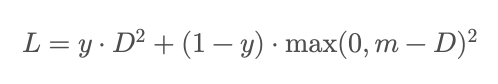 L = y · D² + (1 − y) · max(0, m − D)²